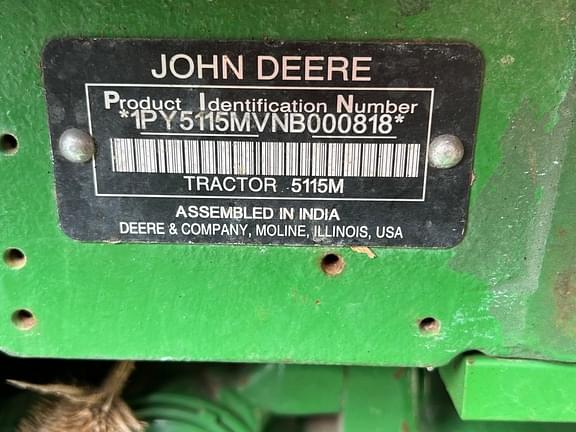 JOHN DEERE
Product Identification Number
*1PY5115MVNB000818*
TRACTOR 5115M
ASSEMBLED IN INDIA
DEERE & COMPANY, MOLINE, ILLINOIS, USA